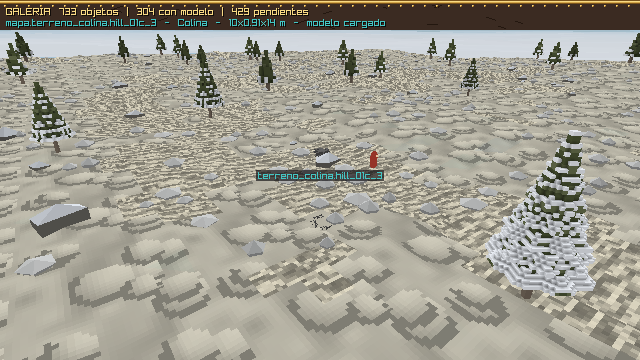 GALERÍA 733 objetos | 304 con modelo | 429 pendientes
mapa.terreno_colina.hill_01c_3 - Colina - 10x0.91x14 m - modelo cargado
terreno_colina.hill_01c_3